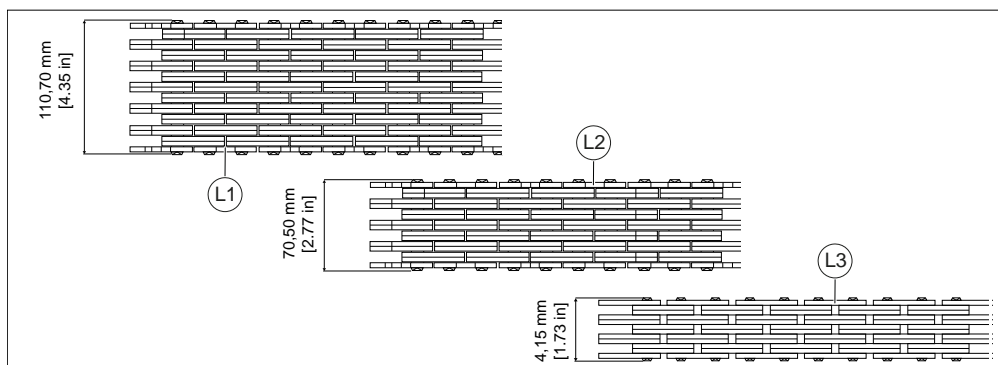 110,70 mm
[4.35 in]
L1
L2
70,50 mm
[2.77 in]
L3
4,15 mm
[1.73 in]